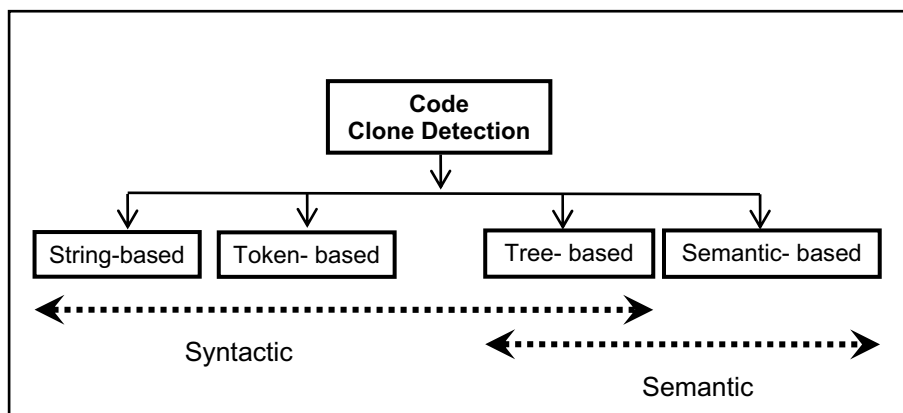 Code
Clone Detection
String-based
Token- based
Tree- based
Semantic- based
Syntactic
Semantic